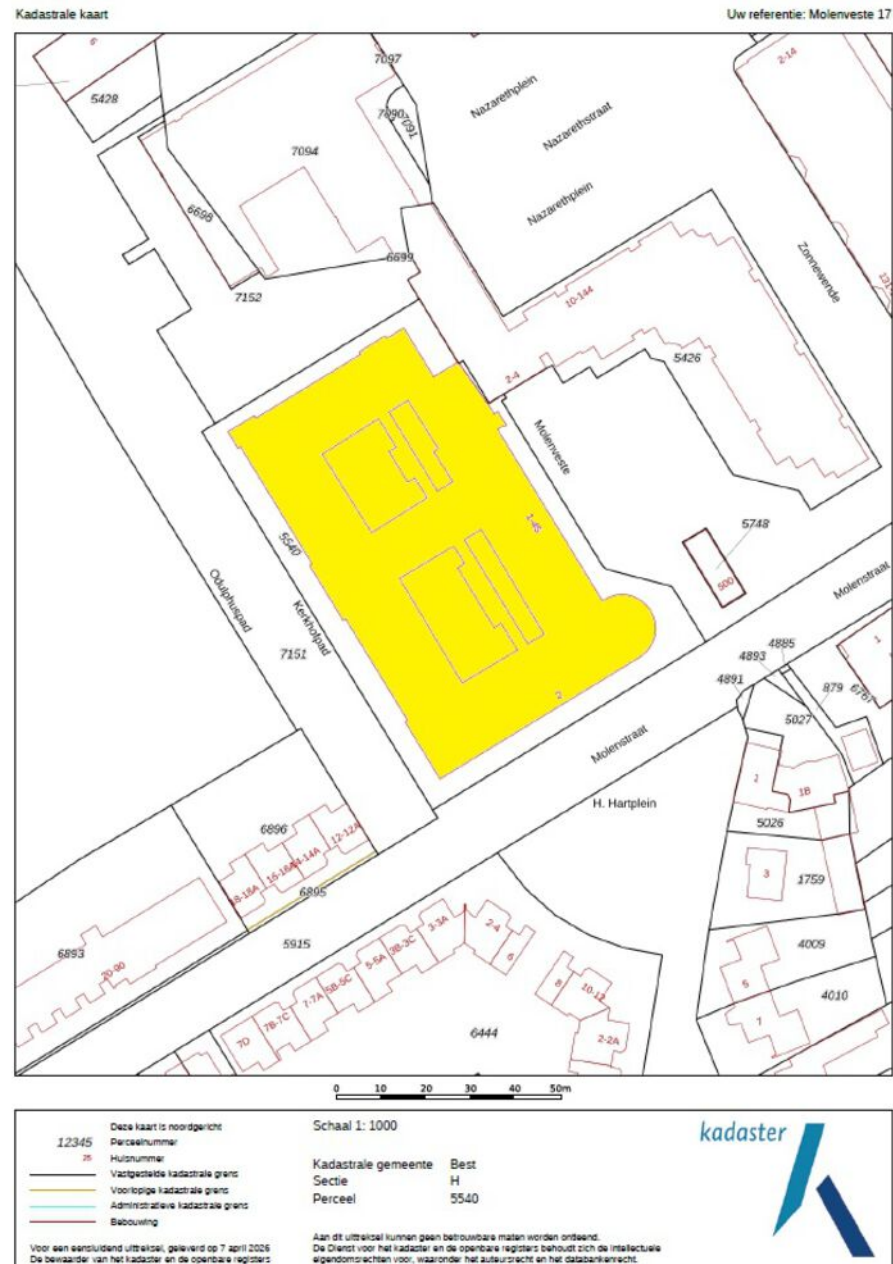 Kadastrale kaart
Uw referentie: Molenveste 17
7097
2-14
5428
Nazarethplein
7090
7091
Nazarethstraat
7094
Nazarethplein
6698
6699
Zonnewende
7152
10-144
5426
2-4
Molenveste
1-45
5748
5540
500
Odulphuspad
Kerkhofpad
Molenstraat
7151
4885
4893
4891
879
6767
1
5027
2
Molenstraat
1
1B
H. Hartplein
5026
6896
12-12A
14-14A
16-16A
18-18A
6895
3
1759
6893
20-90
5915
3-3A
3B-3C
5-5A
5B-5C
7-7A
7B-7C
7D
2-4
6
8
10-12
2-2A
4009
5
4010
7
6444
0 10 20 30 40 50m
Deze kaart is noordgericht
12345 Perceelnummer
25 Huisnummer
Vastgestelde kadastrale grens
Voorlopige kadastrale grens
Administratieve kadastrale grens
Bebouwing
Voor een eensluidend uittreksel, geleverd op 7 april 2026
De bewaarder van het kadaster en de openbare registers
Schaal 1: 1000
Kadastrale gemeente Best
Sectie H
Perceel 5540
Aan dit uittreksel kunnen geen betrouwbare maten worden ontleend.
De Dienst voor het kadaster en de openbare registers behoudt zich de intellectuele
eigendomsrechten voor, waaronder het auteursrecht en het databankenrecht.
kadaster